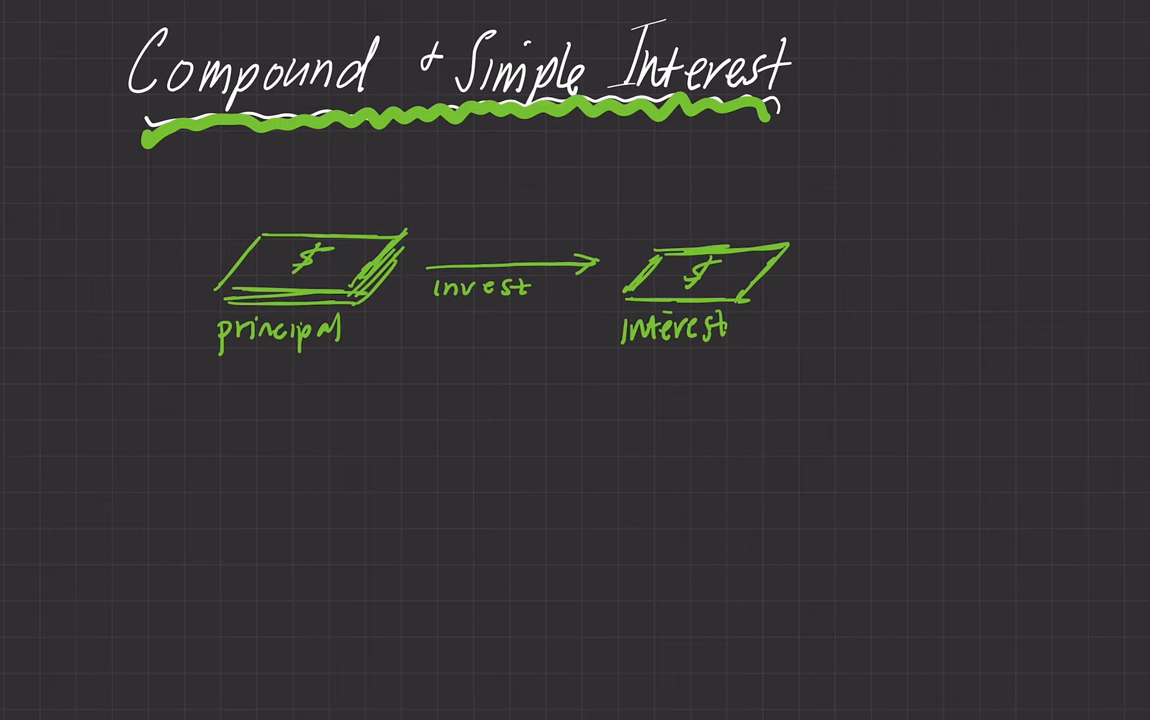 Compound & Simple Interest
$ $
invest
principal Interest